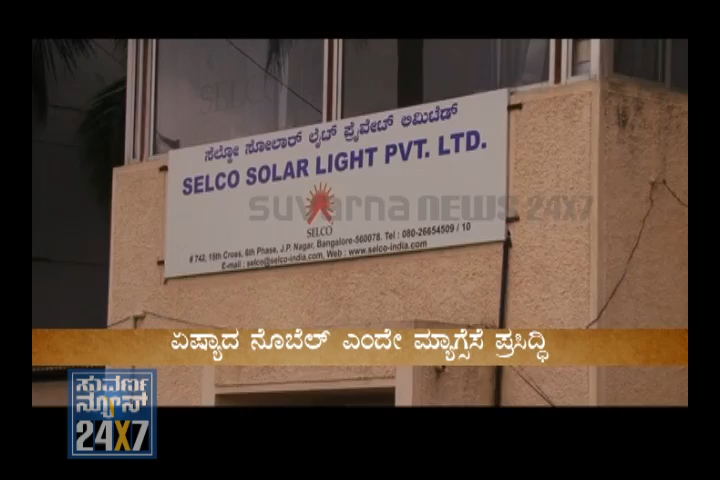 ಸೆಲ್ಕೋ ಸೋಲಾರ್ ಲೈಟ್ ಪ್ರೈವೇಟ್ ಲಿಮಿಟೆಡ್
SELCO SOLAR LIGHT PVT. LTD.
suvarna NEWS 24X7
SELCO
# 742, 15th Cross, 6th Phase, J.P. Nagar, Bangalore-560078. Tel : 080-26654509 / 10
E-mail : selco@selco-india.com, Web : www.selco-india.com
ಏಷ್ಯಾದ ನೊಬೆಲ್ ಎಂದೇ ಮ್ಯಾಗ್ಸೆಸೆ ಪ್ರಸಿದ್ಧಿ
ಸುವರ್ಣ
ನ್ಯೂಸ್
24X7